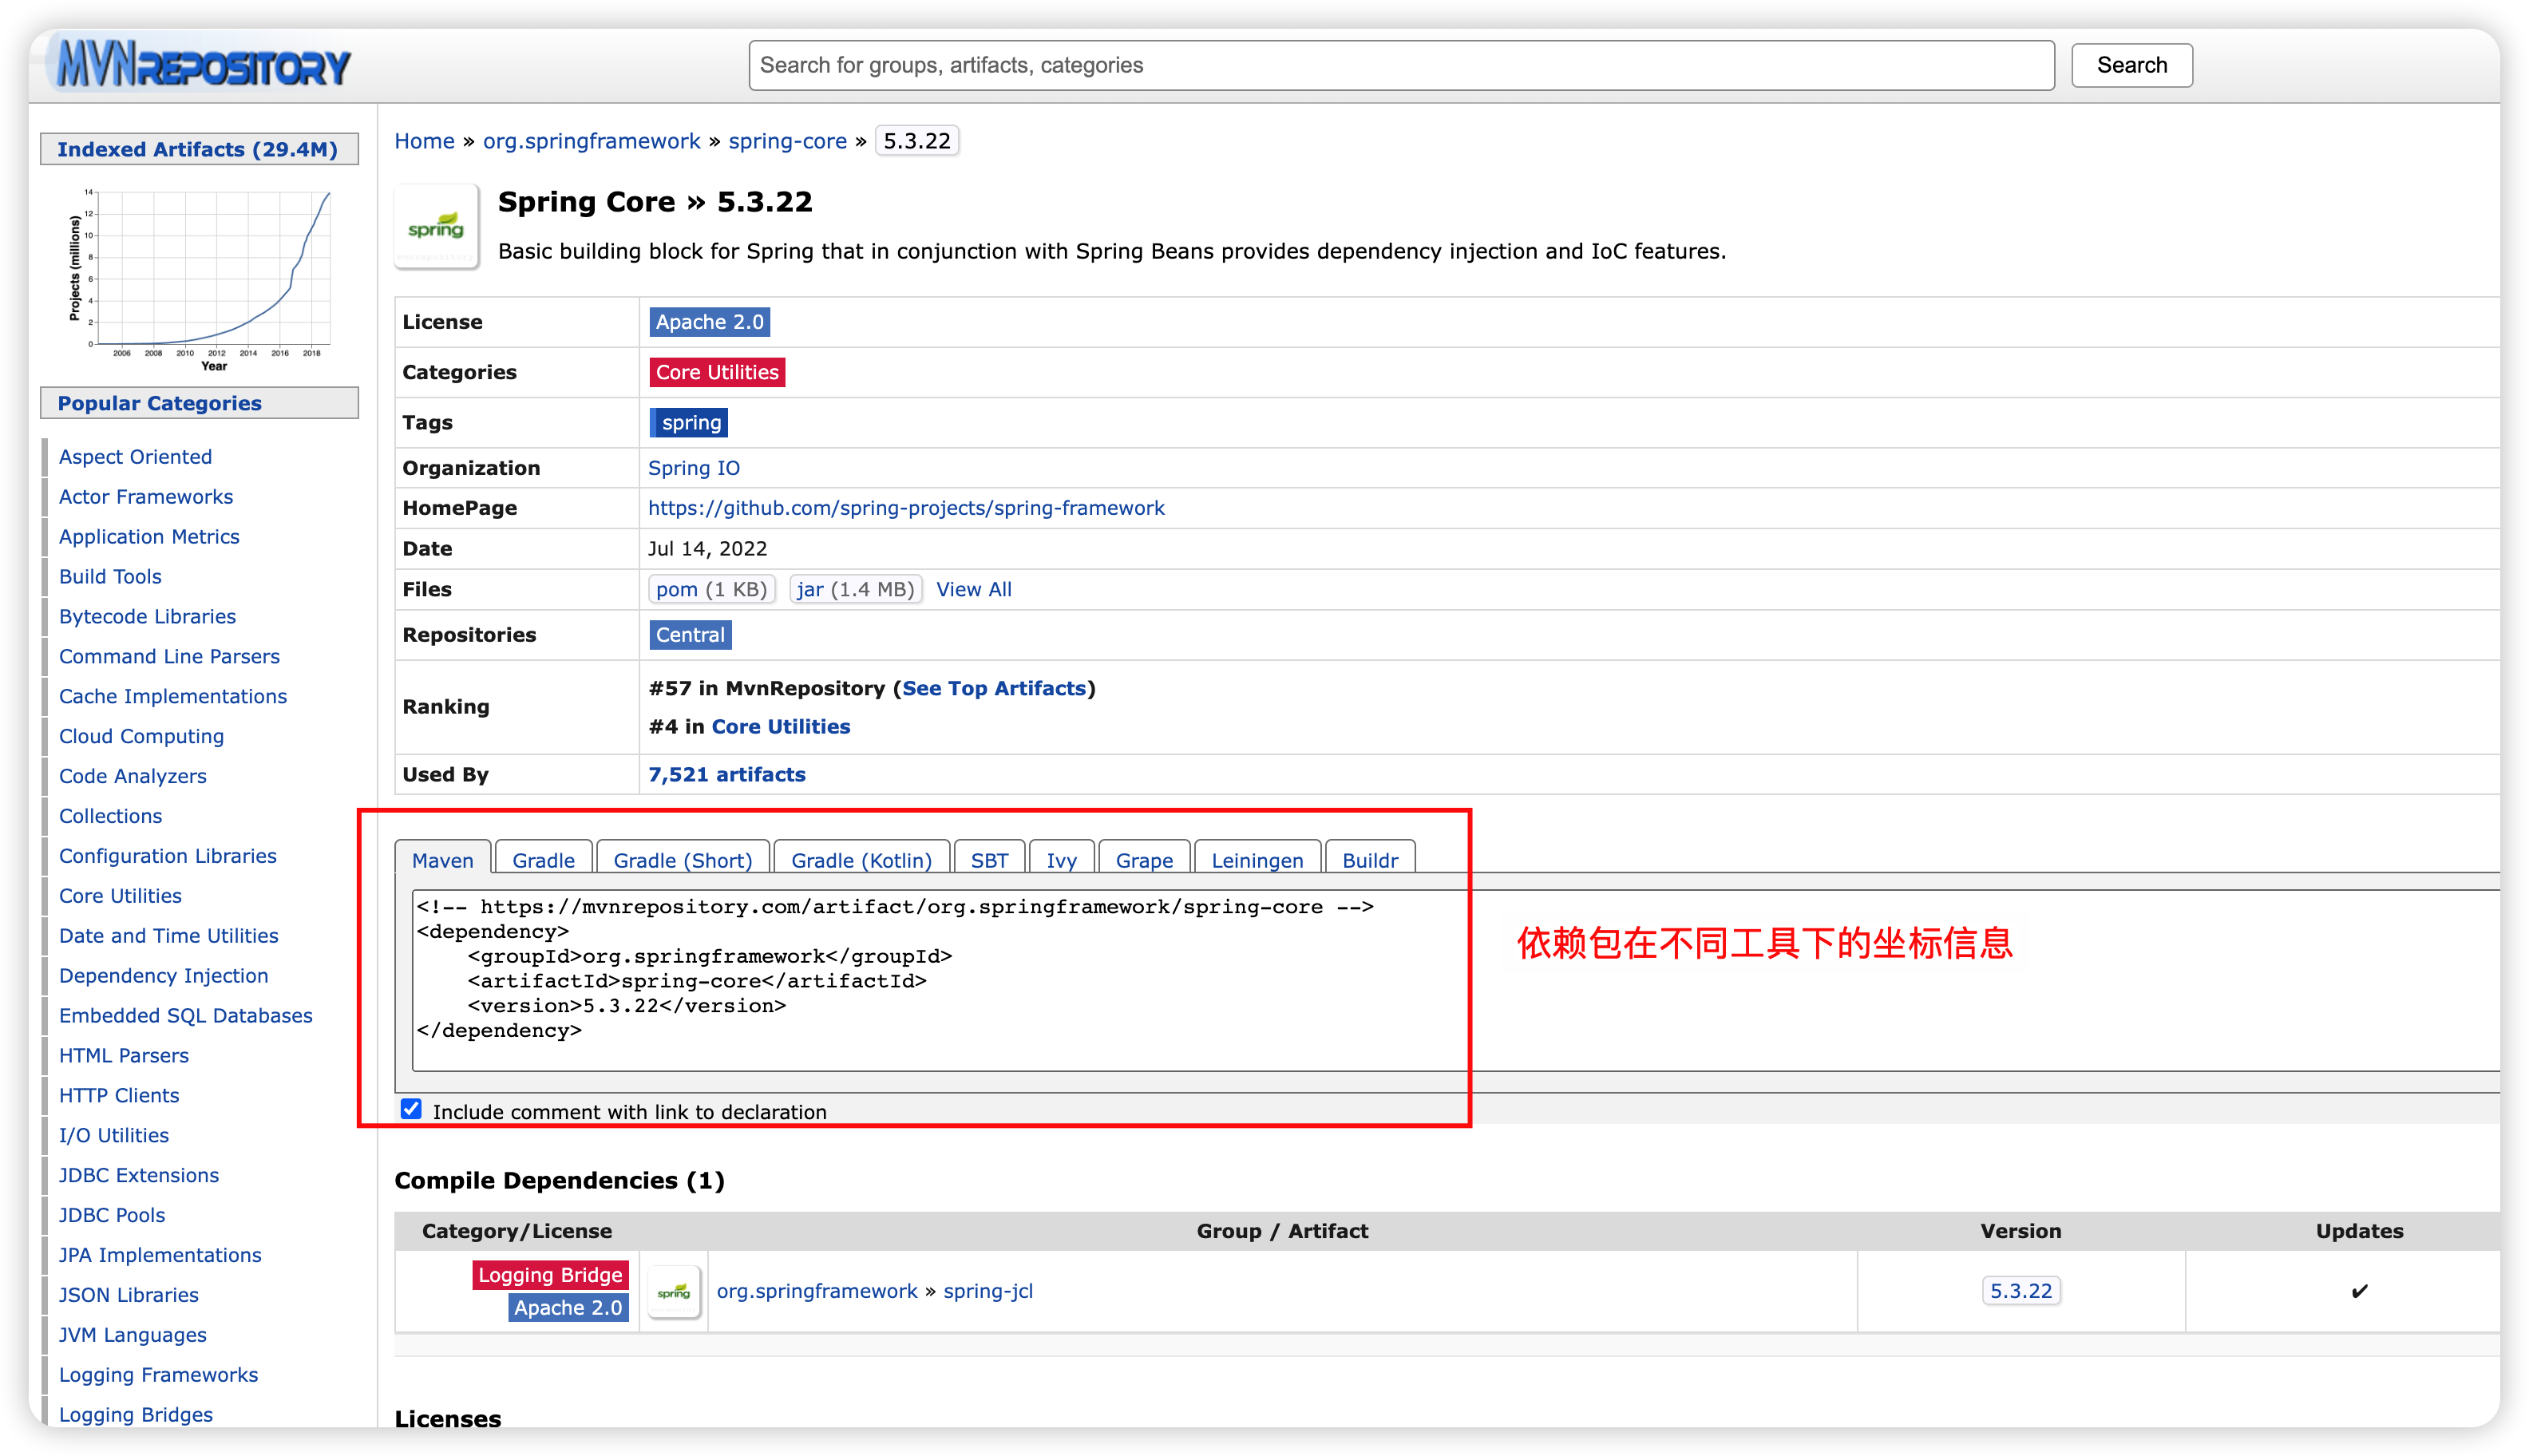 MVNREPOSITORY
Search for groups, artifacts, categories
Search
Indexed Artifacts (29.4M)
Projects (millions)
14
12
10
8
6
4
2
0
2006 2008 2010 2012 2014 2016 2018
Year
Popular Categories
Aspect Oriented
Actor Frameworks
Application Metrics
Build Tools
Bytecode Libraries
Command Line Parsers
Cache Implementations
Cloud Computing
Code Analyzers
Collections
Configuration Libraries
Core Utilities
Date and Time Utilities
Dependency Injection
Embedded SQL Databases
HTML Parsers
HTTP Clients
I/O Utilities
JDBC Extensions
JDBC Pools
JPA Implementations
JSON Libraries
JVM Languages
Logging Frameworks
Logging Bridges
Home » org.springframework » spring-core » 5.3.22
spring
Spring Core » 5.3.22
Basic building block for Spring that in conjunction with Spring Beans provides dependency injection and IoC features.
License Apache 2.0
Categories Core Utilities
Tags spring
Organization Spring IO
HomePage https://github.com/spring-projects/spring-framework
Date Jul 14, 2022
Files pom (1 KB) jar (1.4 MB) View All
Repositories Central
Ranking #57 in MvnRepository (See Top Artifacts)
#4 in Core Utilities
Used By 7,521 artifacts
Maven Gradle Gradle (Short) Gradle (Kotlin) SBT Ivy Grape Leiningen Buildr
<!-- https://mvnrepository.com/artifact/org.springframework/spring-core -->
<dependency>
    <groupId>org.springframework</groupId>
    <artifactId>spring-core</artifactId>
    <version>5.3.22</version>
</dependency>
依赖包在不同工具下的坐标信息
Include comment with link to declaration
Compile Dependencies (1)
Category/License Group / Artifact Version Updates
Logging Bridge
Apache 2.0
spring
org.springframework » spring-jcl 5.3.22 ✔
Licenses